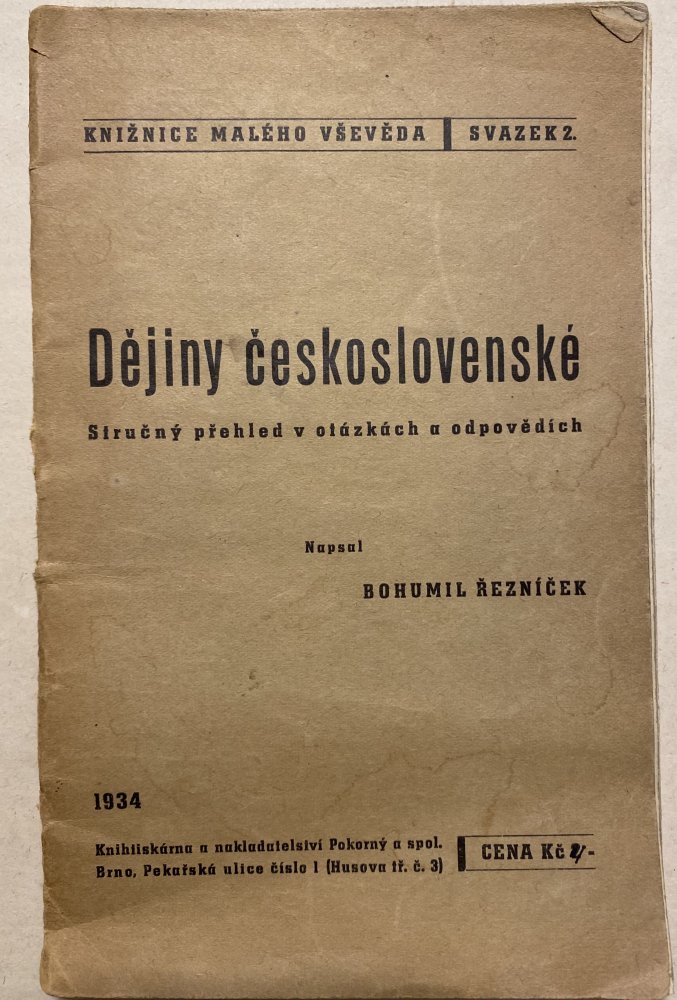 KNIŽNICE MALÉHO VŠEVĚDA | SVAZEK 2.
Dějiny československé
Stručný přehled v otázkách a odpovědích
Napsal
BOHUMIL ŘEZNÍČEK
1934
Knihtiskárna a nakladatelství Pokorný a spol.
Brno, Pekařská ulice číslo 1 (Husova tř. č. 3)
CENA Kč 2/-